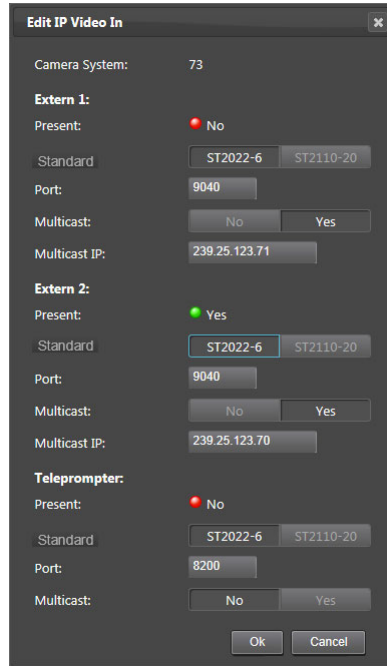 Edit IP Video In
Camera System: 73
Extern 1:
Present: No
Standard ST2022-6 ST2110-20
Port: 9040
Multicast: No Yes
Multicast IP: 239.25.123.71
Extern 2:
Present: Yes
Standard ST2022-6 ST2110-20
Port: 9040
Multicast: No Yes
Multicast IP: 239.25.123.70
Teleprompter:
Present: No
Standard ST2022-6 ST2110-20
Port: 8200
Multicast: No Yes
Ok Cancel